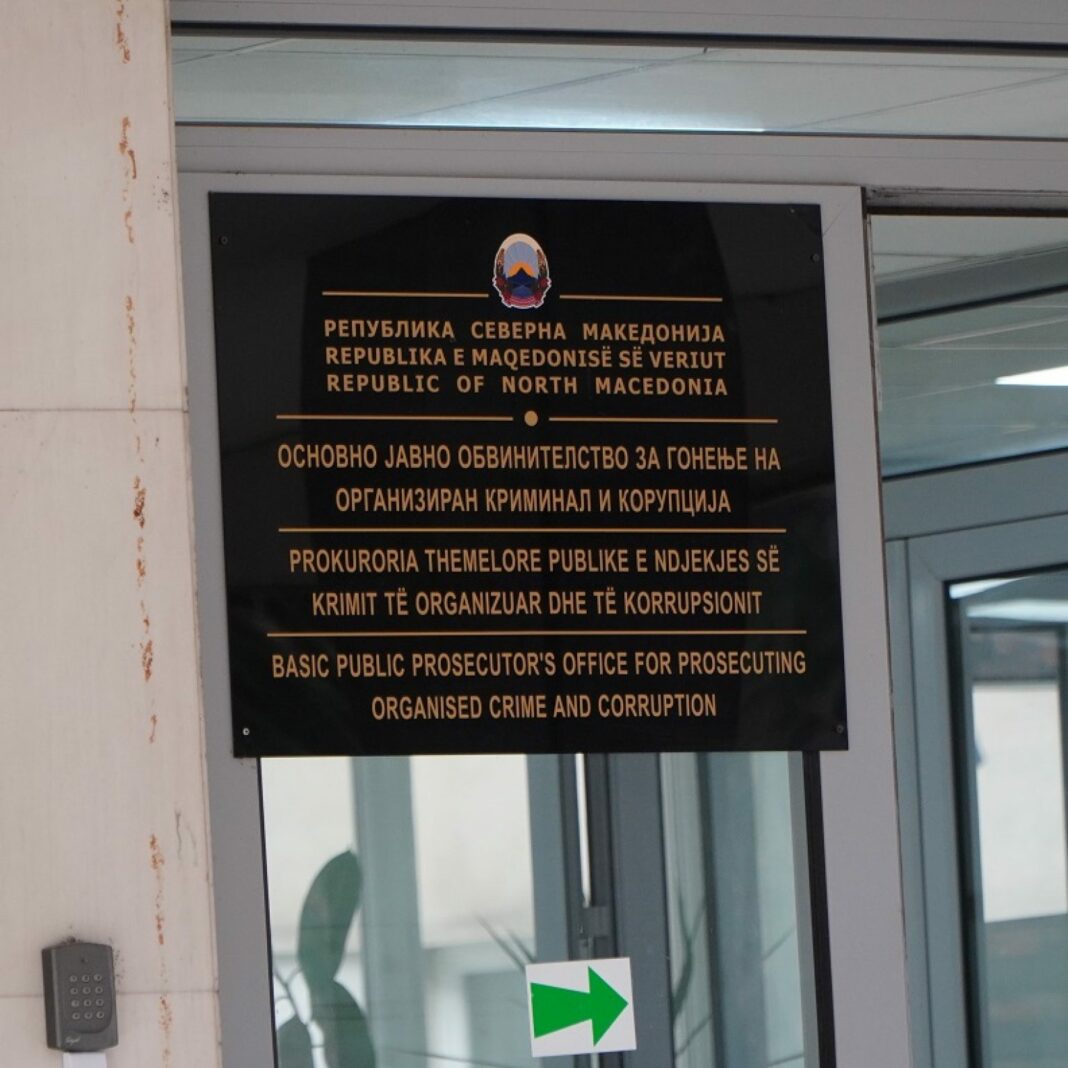 РЕПУБЛИКА СЕВЕРНА МАКЕДОНИЈА
REPUBLIKA E MAQEDONISË SË VERIUT
REPUBLIC OF NORTH MACEDONIA
ОСНОВНО ЈАВНО ОБВИНИТЕЛСТВО ЗА ГОНЕЊЕ НА
ОРГАНИЗИРАН КРИМИНАЛ И КОРУПЦИЈА
PROKURORIA THEMELORE PUBLIKE E NDJEKJES SË
KRIMIT TË ORGANIZUAR DHE TË KORRUPSIONIT
BASIC PUBLIC PROSECUTOR'S OFFICE FOR PROSECUTING
ORGANISED CRIME AND CORRUPTION